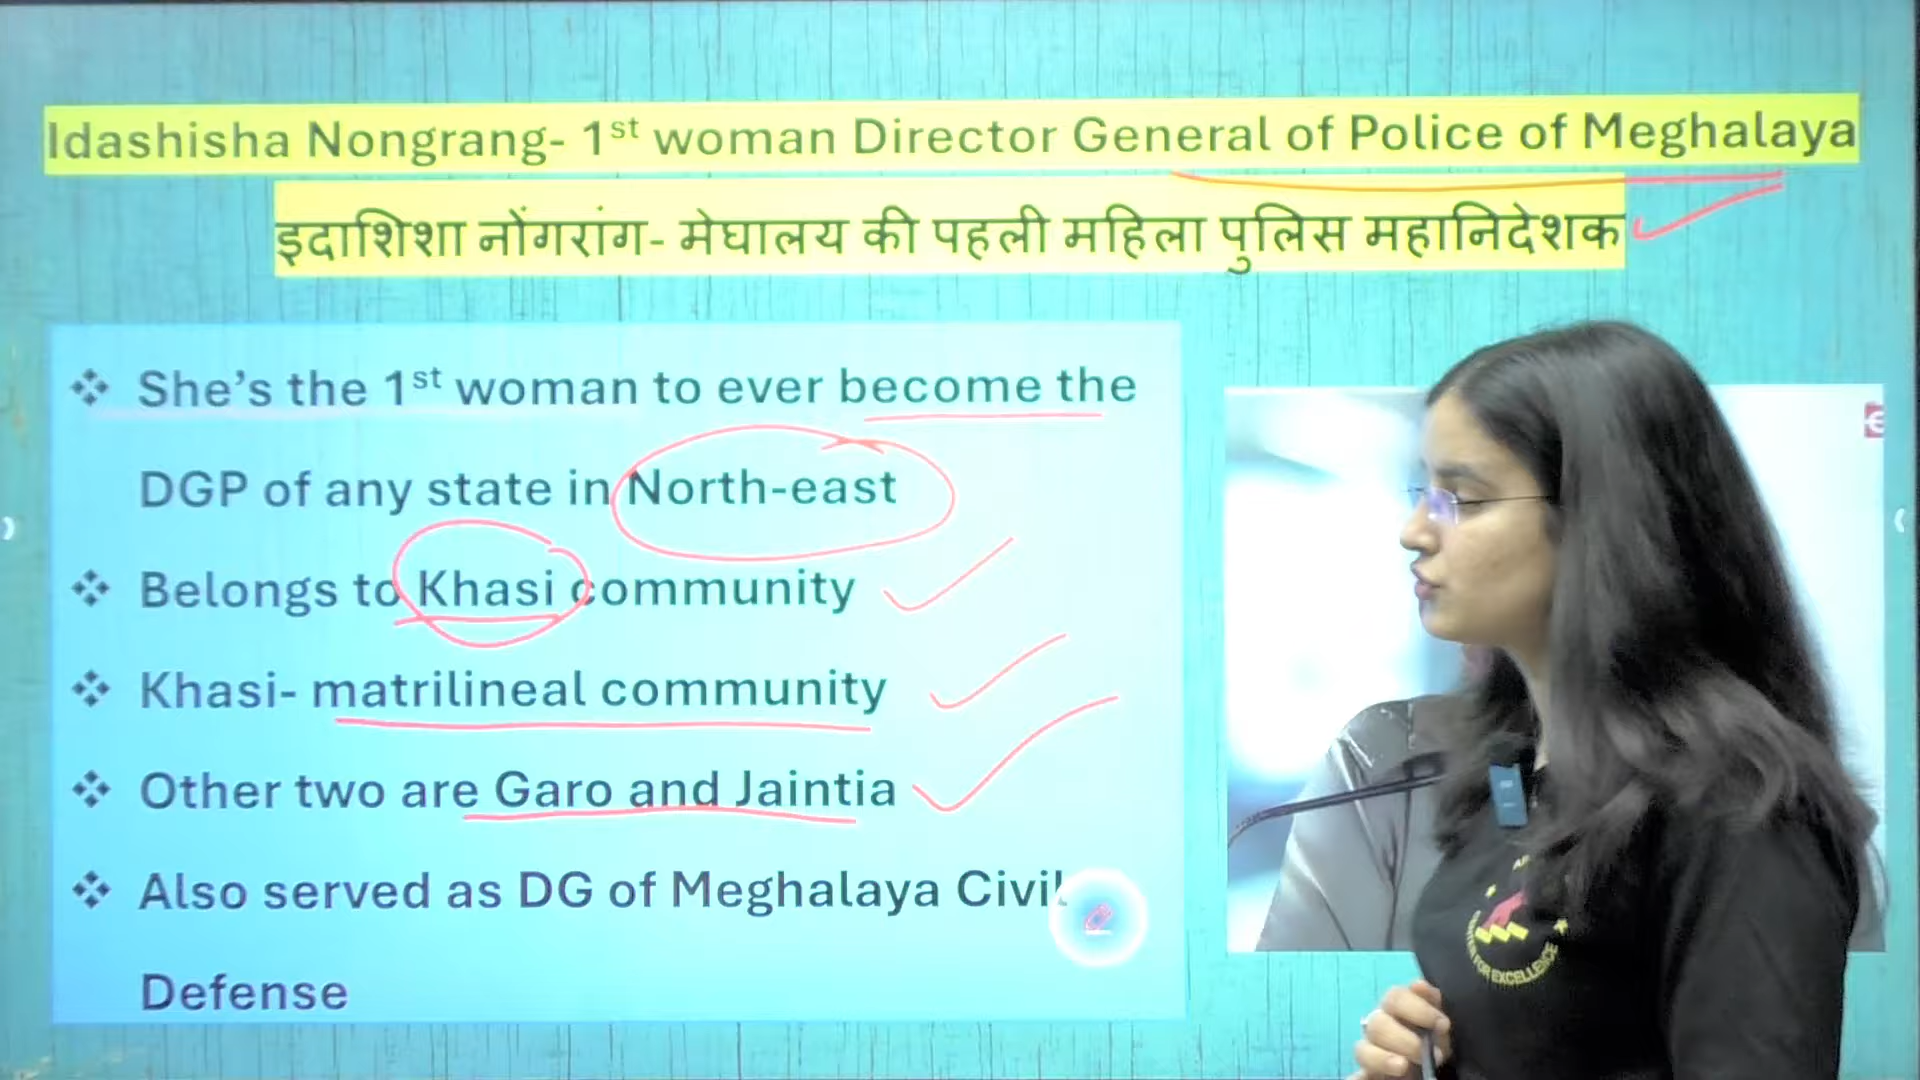 Idashisha Nongrang- 1st woman Director General of Police of Meghalaya
इदाशिशा नोंगरांग- मेघालय की पहली महिला पुलिस महानिदेशक
❖ She’s the 1st woman to ever become the
DGP of any state in North-east
❖ Belongs to Khasi community
❖ Khasi- matrilineal community
❖ Other two are Garo and Jaintia
❖ Also served as DG of Meghalaya Civil
Defense
FOR EXCELLENCE